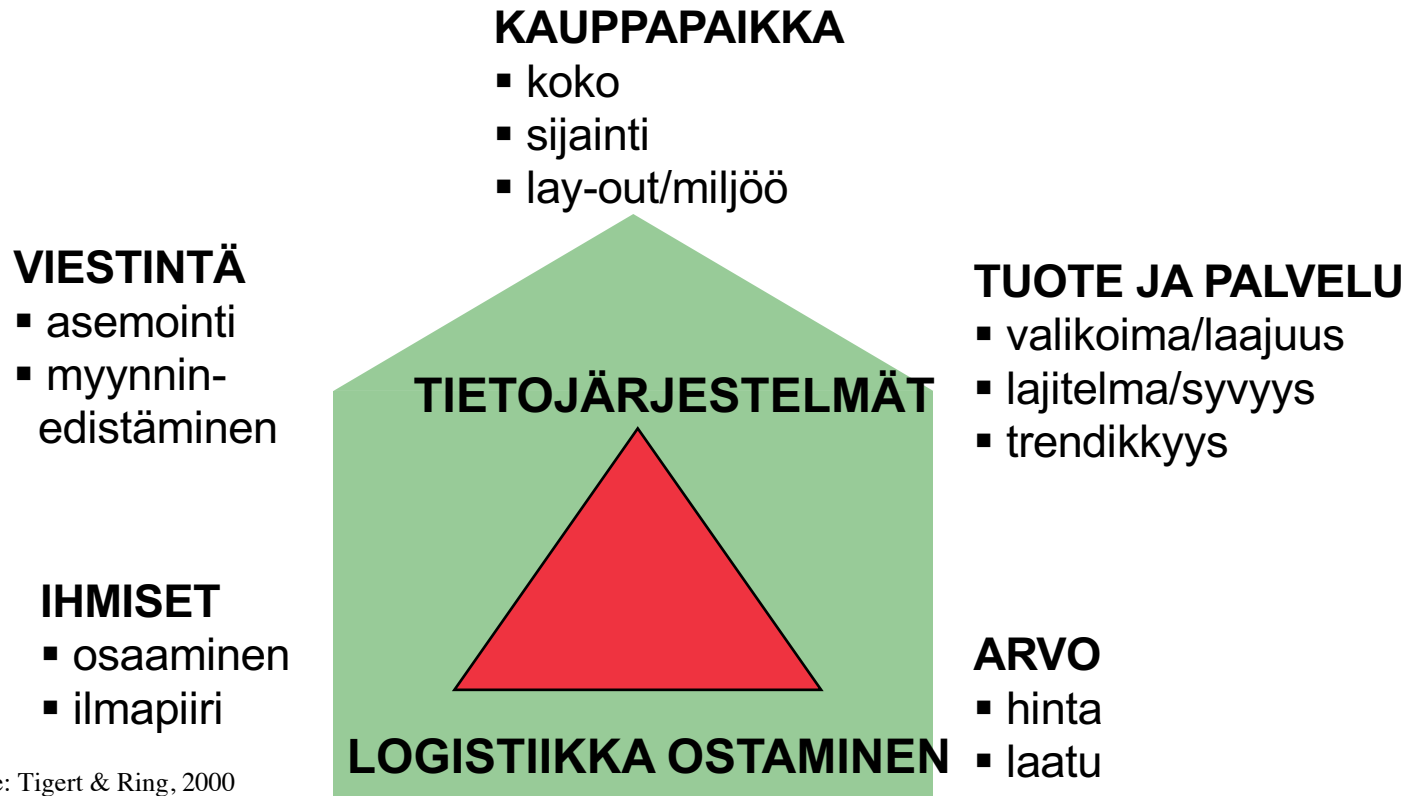 KAUPPAPAIKKA
▪ koko
▪ sijainti
▪ lay-out/miljöö
VIESTINTÄ
▪ asemointi
▪ myynnin-
edistäminen
TUOTE JA PALVELU
▪ valikoima/laajuus
▪ lajitelma/syvyys
▪ trendikkyys
TIETOJÄRJESTELMÄT
IHMISET
▪ osaaminen
▪ ilmapiiri
ARVO
▪ hinta
▪ laatu
LOGISTIIKKA OSTAMINEN
e: Tigert & Ring, 2000